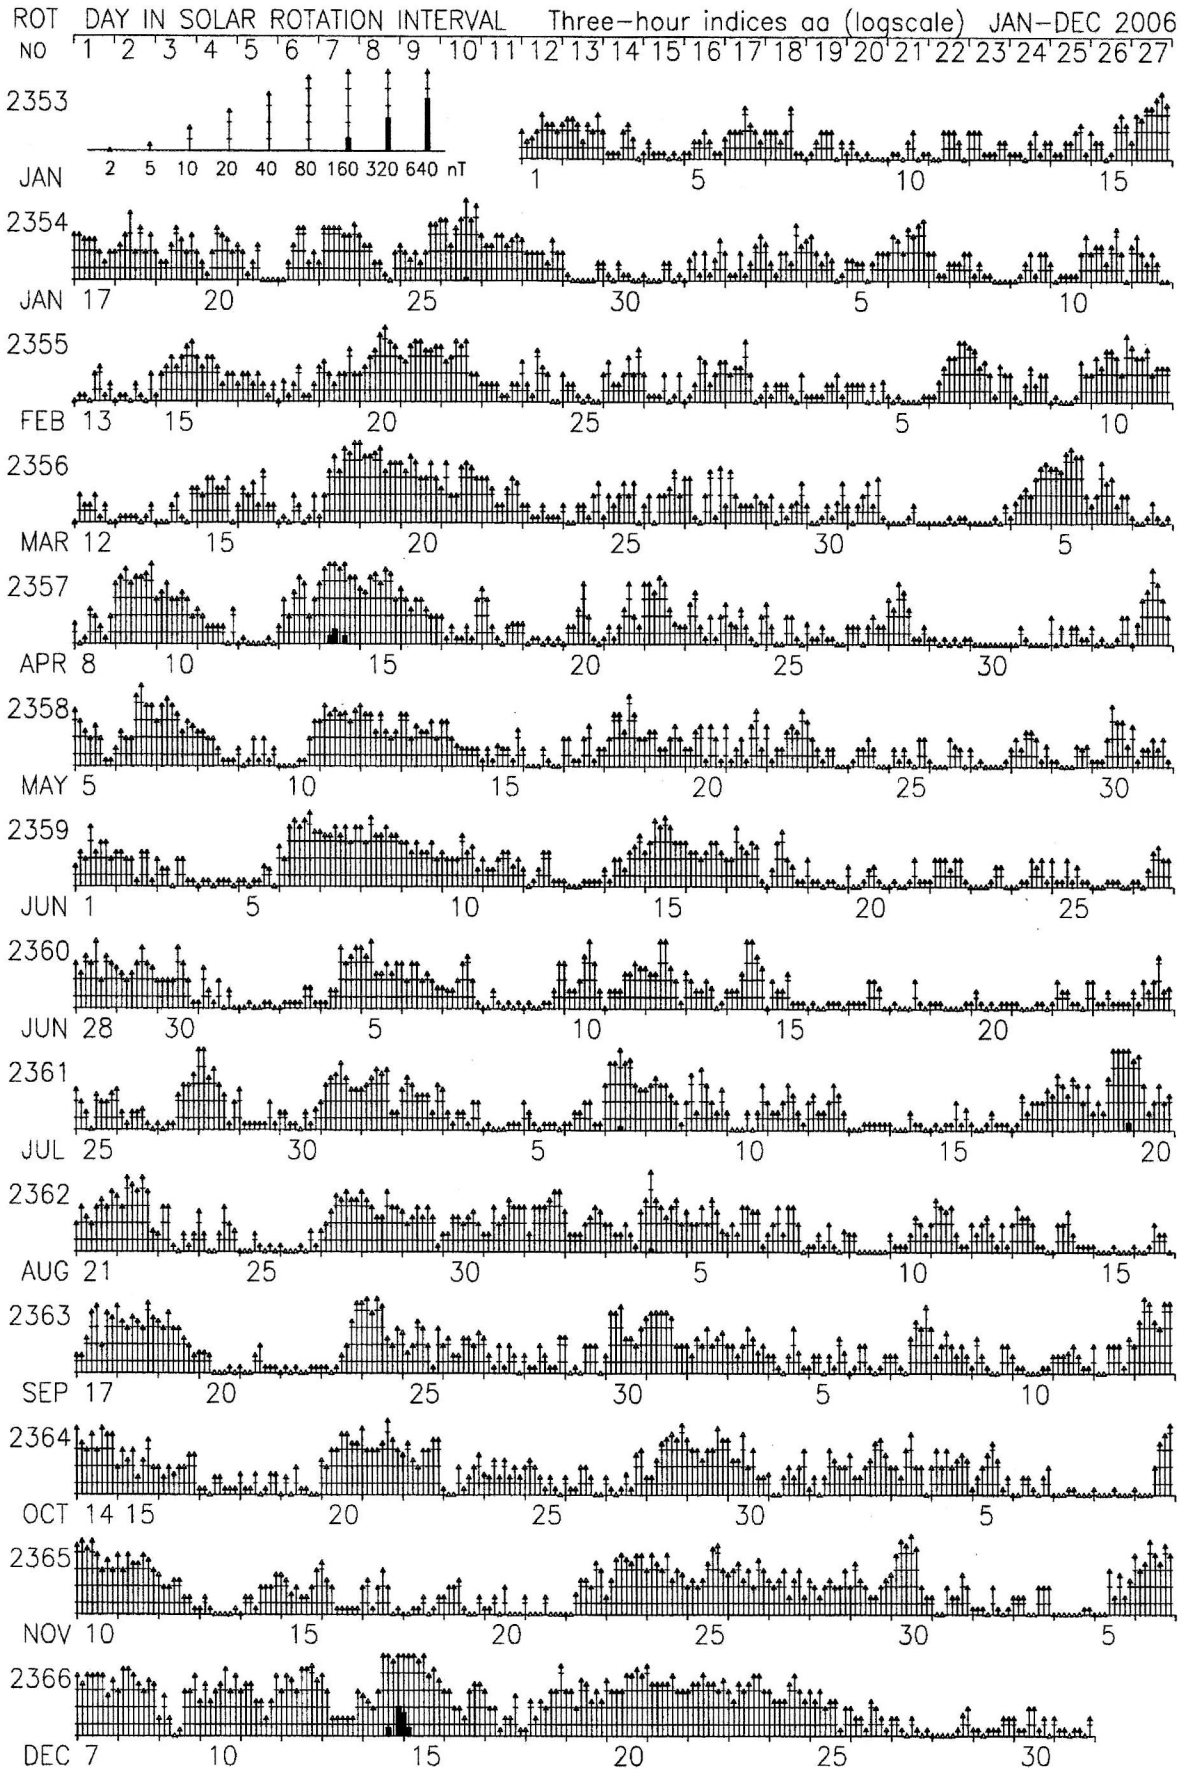 ROT DAY IN SOLAR ROTATION INTERVAL Three-hour indices aa (logscale) JAN-DEC 2006
NO 1 2 3 4 5 6 7 8 9 10 11 12 13 14 15 16 17 18 19 20 21 22 23 24 25 26 27
2353
2 5 10 20 40 80 160 320 640 nT
JAN 1 5 10 15
2354
JAN 17 20 25 30 5 10
2355
FEB 13 15 20 25 5 10
2356
MAR 12 15 20 25 30 5
2357
APR 8 10 15 20 25 30
2358
MAY 5 10 15 20 25 30
2359
JUN 1 5 10 15 20 25
2360
JUN 28 30 5 10 15 20
2361
JUL 25 30 5 10 15 20
2362
AUG 21 25 30 5 10 15
2363
SEP 17 20 25 30 5 10
2364
OCT 14 15 20 25 30 5
2365
NOV 10 15 20 25 30 5
2366
DEC 7 10 15 20 25 30